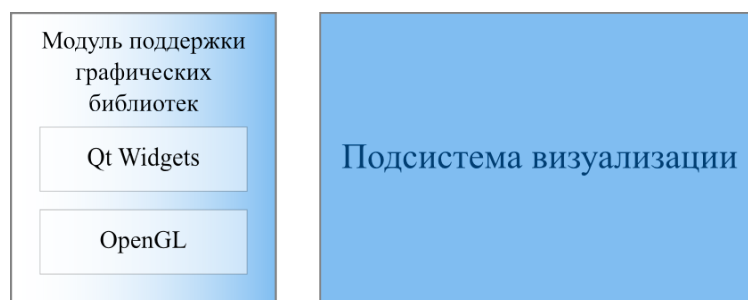 Модуль поддержки
графических
библиотек
Qt Widgets
OpenGL
Подсистема визуализации